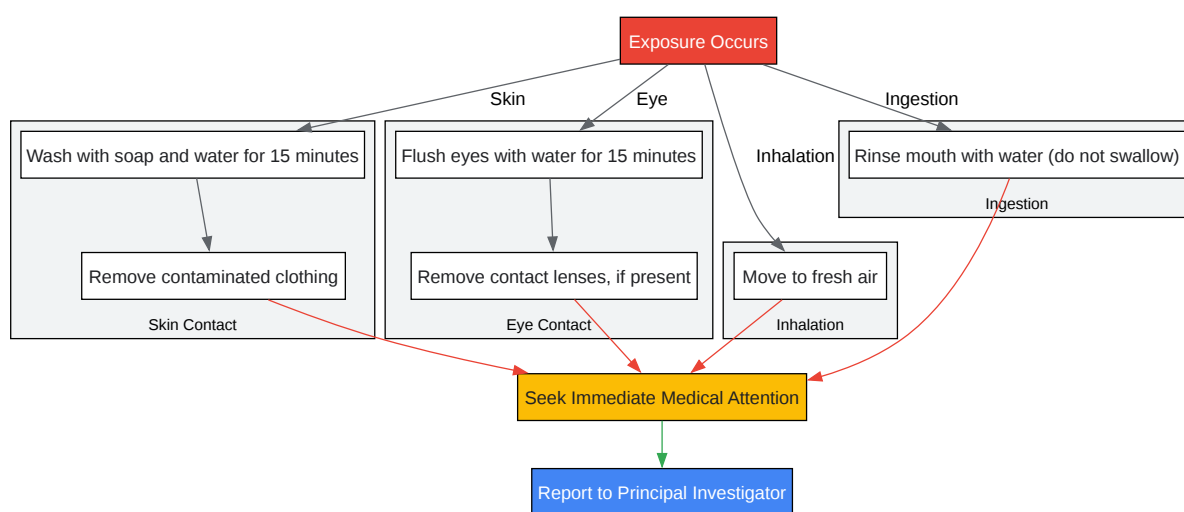 Exposure Occurs
Skin
Eye
Ingestion
Wash with soap and water for 15 minutes
Flush eyes with water for 15 minutes
Inhalation
Rinse mouth with water (do not swallow)
Ingestion
Remove contaminated clothing
Remove contact lenses, if present
Move to fresh air
Skin Contact
Eye Contact
Inhalation
Seek Immediate Medical Attention
Report to Principal Investigator